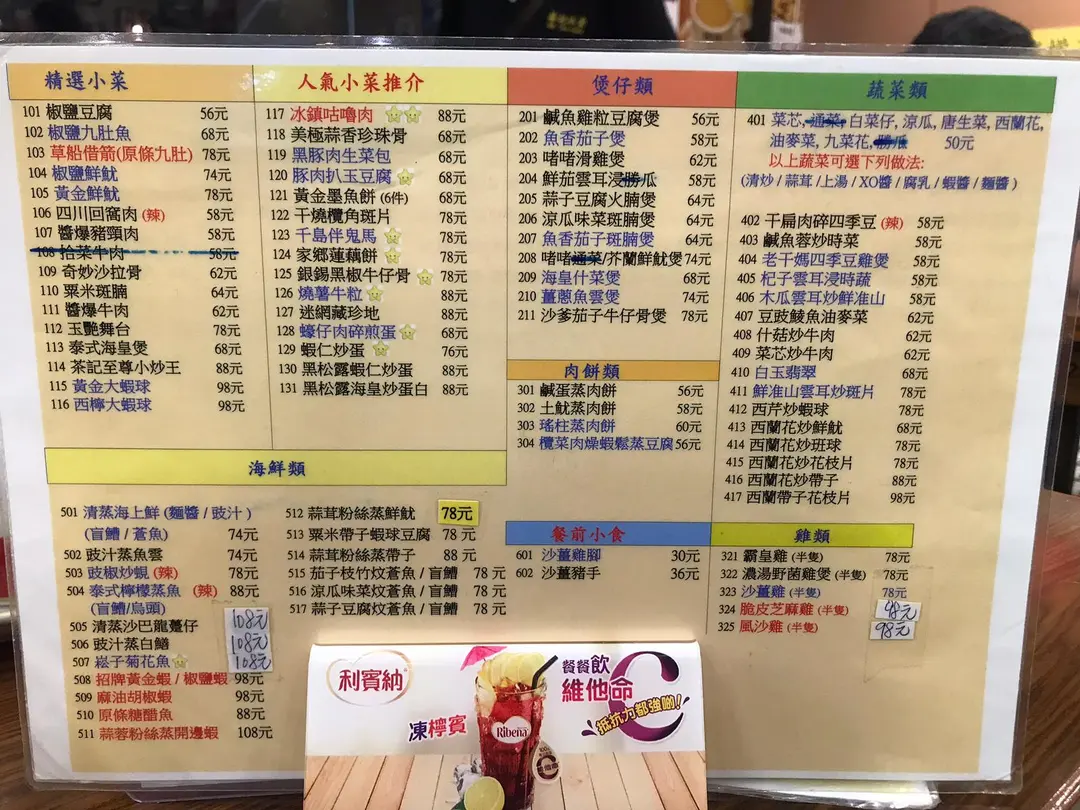 精選小菜
101 椒鹽豆腐 56元
102 椒鹽九肚魚 68元
103 草船借箭(原條九肚) 78元
104 椒鹽鮮魷 74元
105 黃金鮮魷 78元
106 四川回窩肉 (辣) 58元
107 醬爆豬頸肉 58元
108 拾菜牛肉 58元
109 奇妙沙拉骨 62元
110 粟米斑腩 64元
111 醬爆牛肉 62元
112 玉艷舞台 78元
113 泰式海皇煲 68元
114 茶記至尊小炒王 88元
115 黃金大蝦球 98元
116 西檸大蝦球 98元
人氣小菜推介
117 冰鎮咕嚕肉 88元
118 美極蒜香珍珠骨 68元
119 黑豚肉生菜包 68元
120 豚肉扒玉豆腐 68元
121 黃金墨魚餅 (6件) 68元
122 干燒欖角斑片 78元
123 千島伴鬼馬 78元
124 家鄉蓮藕餅 78元
125 銀錫黑椒牛仔骨 78元
126 燒薯牛粒 88元
127 迷網藏珍地 88元
128 蠔仔肉碎煎蛋 68元
129 蝦仁炒蛋 76元
130 黑松露蝦仁炒蛋 88元
131 黑松露海皇炒蛋白 88元
煲仔類
201 鹹魚雞粒豆腐煲 56元
202 魚香茄子煲 58元
203 啫啫滑雞煲 62元
204 鮮茄雲耳浸勝瓜 58元
205 蒜子豆腐火腩煲 64元
206 涼瓜味菜斑腩煲 64元
207 魚香茄子斑腩煲 64元
208 啫啫通菜/芥蘭鮮魷煲 74元
209 海皇什菜煲 68元
210 薑蔥魚雲煲 74元
211 沙爹茄子牛仔骨煲 78元
肉餅類
301 鹹蛋蒸肉餅 56元
302 土魷蒸肉餅 58元
303 瑤柱蒸肉餅 60元
304 欖菜肉燥蝦鬆蒸豆腐 56元
蔬菜類
401 菜芯, 通菜, 白菜仔, 涼瓜, 唐生菜, 西蘭花,
油麥菜, 九菜花, 勝瓜 50元
以上蔬菜可選下列做法:
(清炒 / 蒜茸 /上湯 / XO醬 / 腐乳 / 蝦醬 / 麵醬 )
402 干扁肉碎四季豆 (辣) 58元
403 鹹魚蓉炒時菜 58元
404 老干媽四季豆雞煲 58元
405 杞子雲耳浸時蔬 58元
406 木瓜雲耳炒鮮准山 58元
407 豆豉鯪魚油麥菜 62元
408 什菇炒牛肉 62元
409 菜芯炒牛肉 62元
410 白玉翡翠 68元
411 鮮准山雲耳炒斑片 78元
412 西芹炒蝦球 78元
413 西蘭花炒鮮魷 68元
414 西蘭花炒班球 78元
415 西蘭花炒花枝片 78元
416 西蘭花炒帶子 88元
417 西蘭帶子花枝片 98元
海鮮類
501 清蒸海上鮮 (麵醬 / 豉汁 )
(盲鰽 / 蒼魚) 74元
502 豉汁蒸魚雲 74元
503 豉椒炒蜆 (辣) 78元
504 泰式檸檬蒸魚 (辣) 88元
(盲鰽/烏頭)
505 清蒸沙巴龍躉仔 108元
506 豉汁蒸白鱔 108元
507 崧子菊花魚 108元
508 招牌黃金蝦 / 椒鹽蝦 98元
509 麻油胡椒蝦 98元
510 原條糖醋魚 88元
511 蒜蓉粉絲蒸開邊蝦 108元
512 蒜茸粉絲蒸鮮魷 78元
513 粟米帶子蝦球豆腐 78 元
514 蒜茸粉絲蒸帶子 88 元
515 茄子枝竹炆蒼魚 / 盲鰽 78 元
516 涼瓜味菜炆蒼魚 / 盲鰽 78 元
517 蒜子豆腐炆蒼魚 / 盲鰽 78 元
餐前小食
601 沙薑雞腳 30元
602 沙薑豬手 36元
雞類
321 霸皇雞 (半隻) 78元
322 濃湯野菌雞煲 (半隻) 78元
323 沙薑雞 (半隻) 78元
324 脆皮芝麻雞 (半隻) 98元
325 風沙雞 (半隻) 98元
利賓納
凍檸賓
Ribena
餐餐飲
維他命C
抵抗力都強啲!